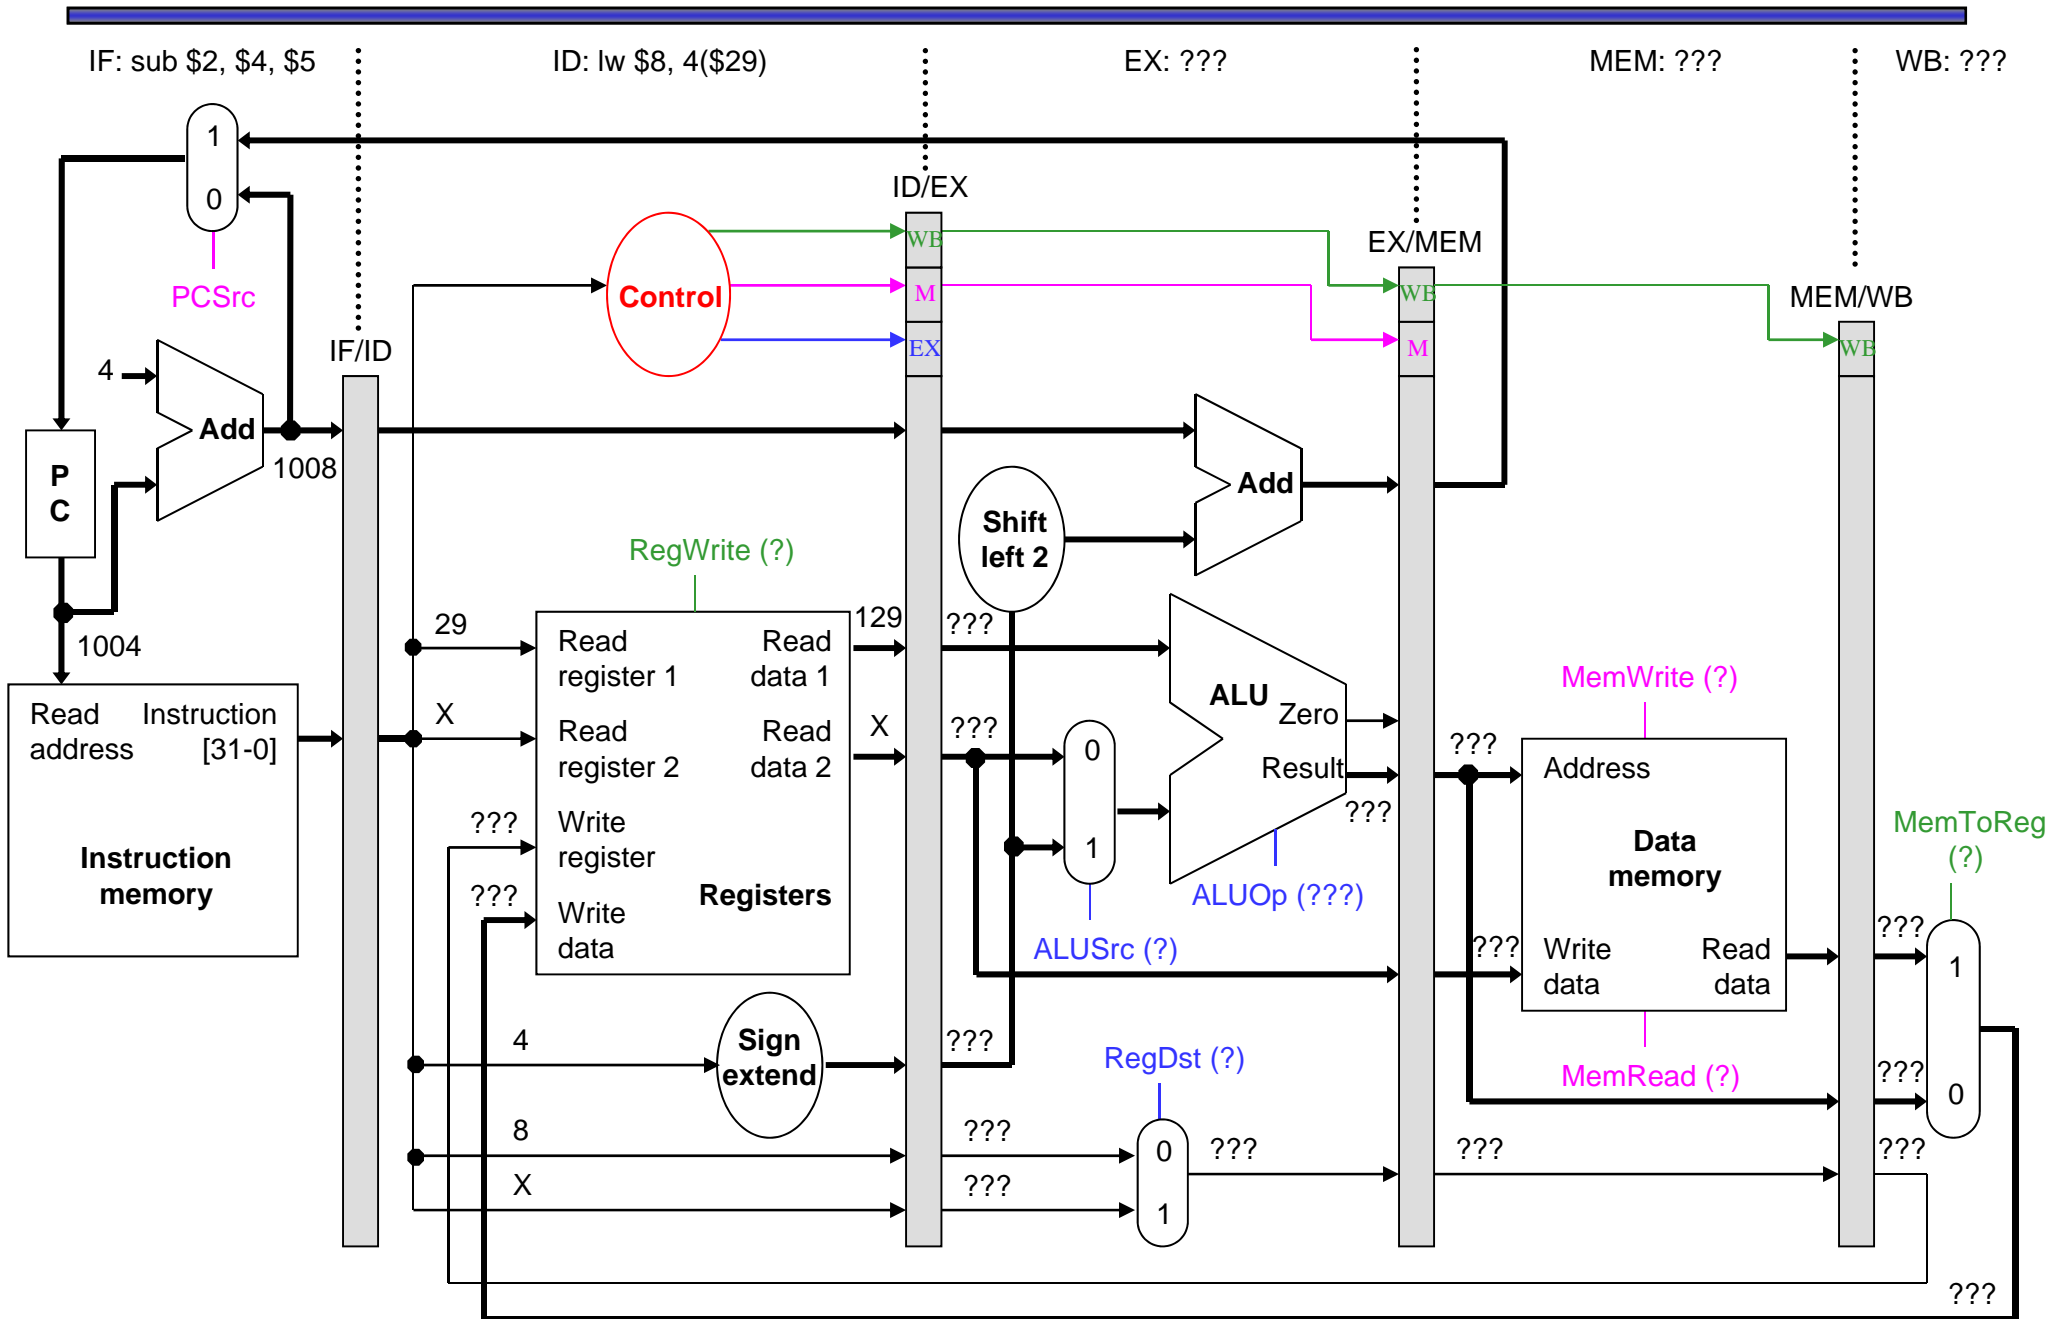 IF: sub $2, $4, $5
ID: lw $8, 4($29)
EX: ???
MEM: ???
WB: ???
1
0
PCSrc
4
Add
1008
P
C
1004
Read
address
Instruction
[31-0]
Instruction
memory
IF/ID
Control
ID/EX
WB
M
EX
EX/MEM
WB
M
MEM/WB
WB
RegWrite (?)
29
X
???
???
Read
register 1
Read
data 1
Read
register 2
Read
data 2
Write
register
Write
data
Registers
129
X
4
Sign
extend
8
X
Shift
left 2
Add
???
???
0
1
ALUSrc (?)
ALU
Zero
Result
???
ALUOp (???)
???
RegDst (?)
???
???
0
1
???
MemWrite (?)
???
Address
Data
memory
???
Write
data
Read
data
MemRead (?)
???
MemToReg
(?)
???
1
???
0
???
???